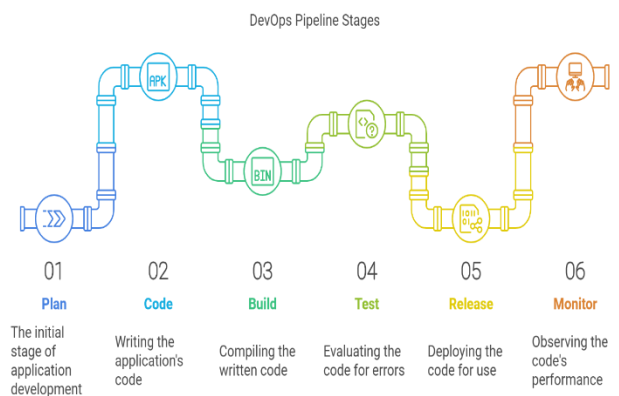 DevOps Pipeline Stages
APK
BIN
<>
?
1011
01
01
02
03
04
05
06
Plan
Code
Build
Test
Release
Monitor
The initial
stage of
application
development
Writing the
application's
code
Compiling the
written code
Evaluating the
code for errors
Deploying the
code for use
Observing the
code's
performance